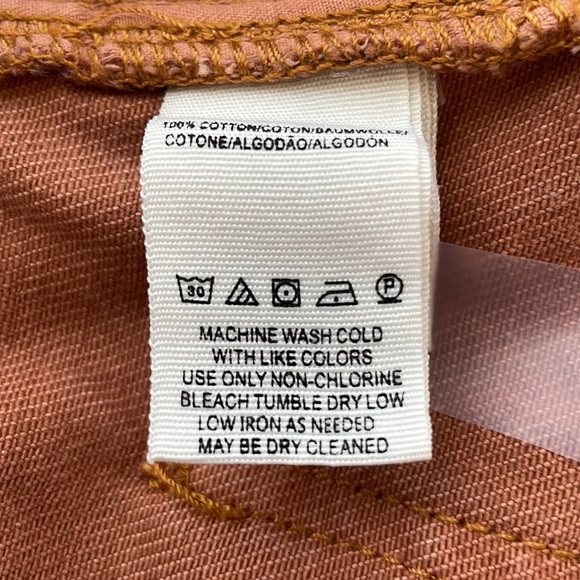 100% COTTON/COTON/BAUMWOLLE/
COTONE/ALGODÃO/ALGODÓN
30 P
MACHINE WASH COLD
WITH LIKE COLORS
USE ONLY NON-CHLORINE
BLEACH TUMBLE DRY LOW
LOW IRON AS NEEDED
MAY BE DRY CLEANED